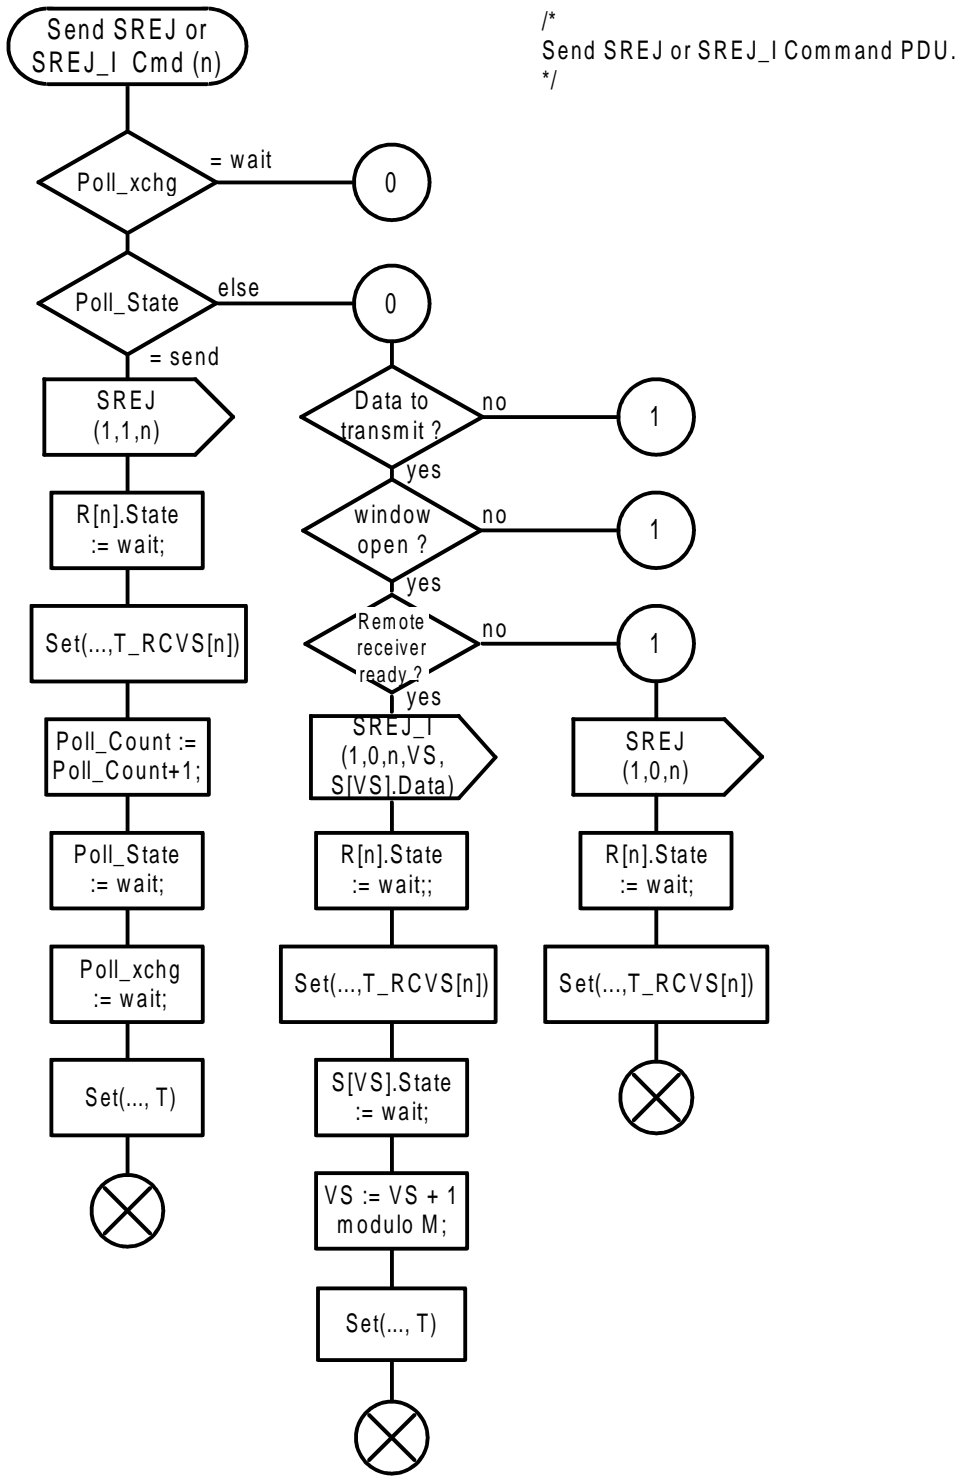 Send SREJ or
SREJ_I Cmd (n)
/*
Send SREJ or SREJ_I Command PDU.
*/
Poll_xchg
= wait
0
Poll_State
else
0
= send
SREJ
(1,1,n)
R[n].State
:= wait;
Set(...,T_RCVS[n])
Poll_Count :=
Poll_Count+1;
Poll_State
:= wait;
Poll_xchg
:= wait;
Set(..., T)
Data to
transmit ?
no
1
yes
window
open ?
no
1
yes
Remote
receiver
ready ?
no
1
yes
SREJ_I
(1,0,n,VS,
S[VS].Data)
R[n].State
:= wait;;
Set(...,T_RCVS[n])
S[VS].State
:= wait;
VS := VS + 1
modulo M;
Set(..., T)
SREJ
(1,0,n)
R[n].State
:= wait;
Set(...,T_RCVS[n])